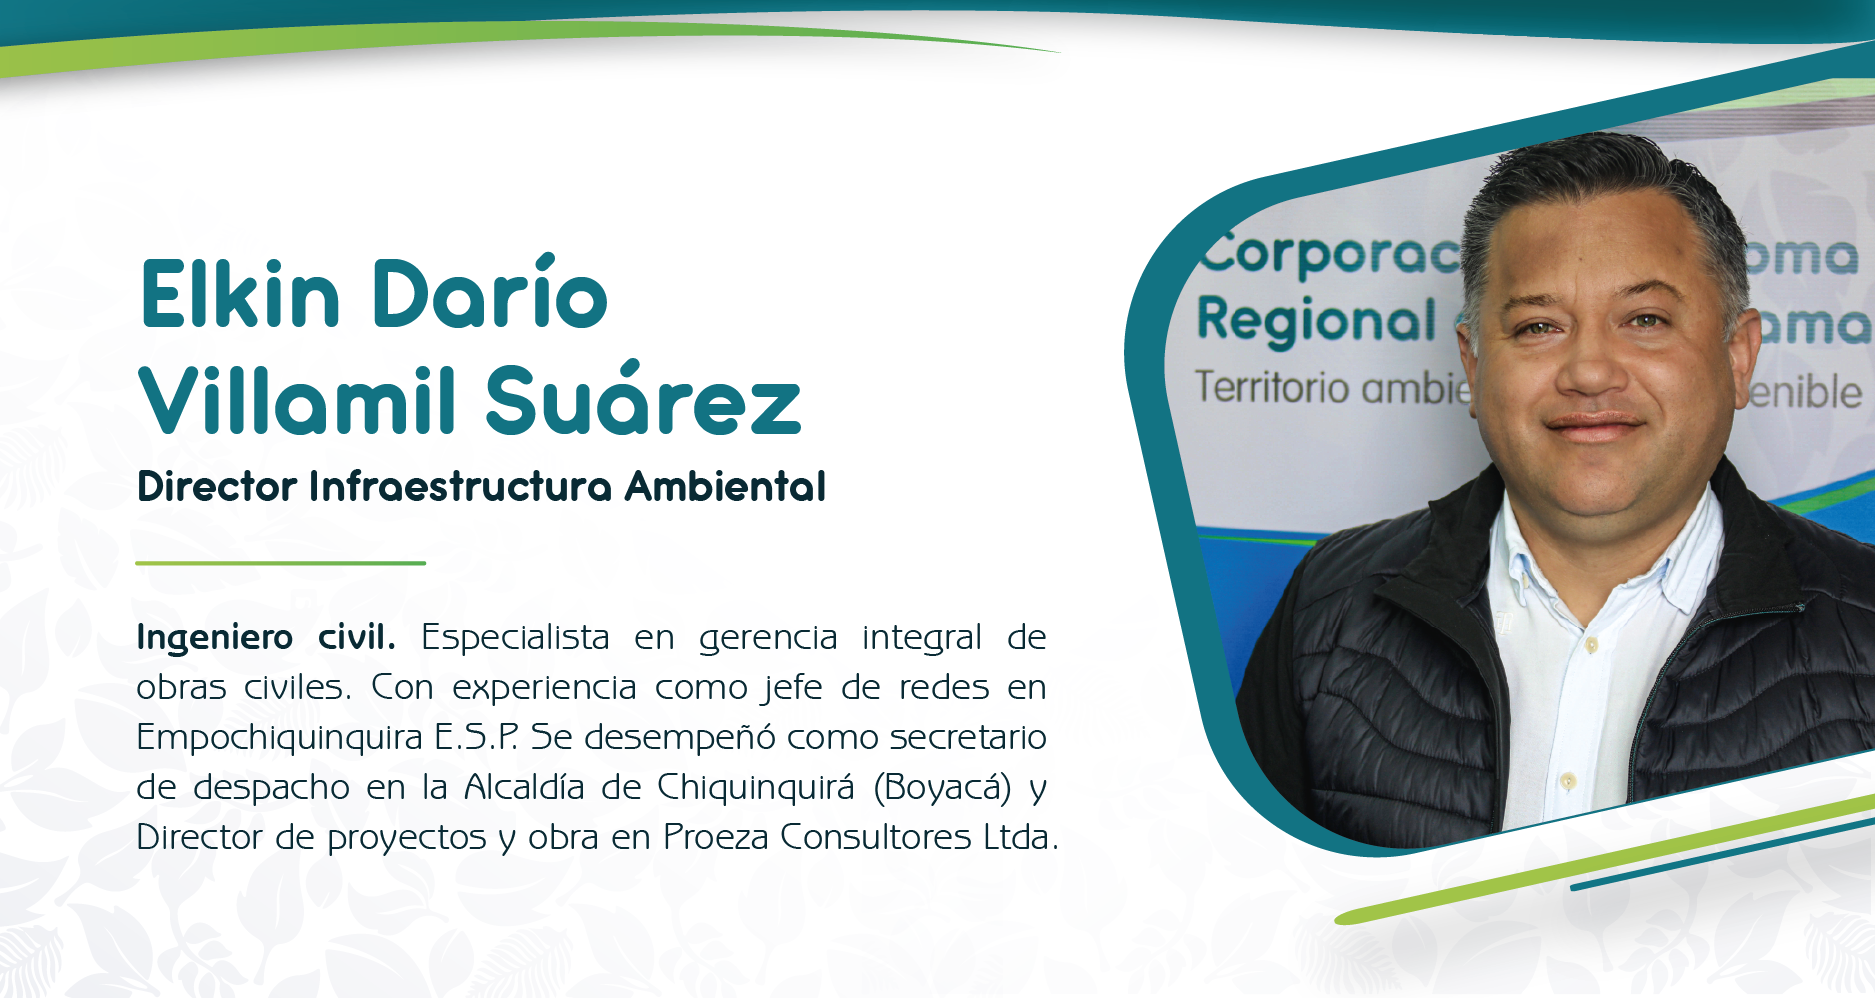 Elkin Darío
Villamil Suárez
Director Infraestructura Ambiental
Ingeniero civil. Especialista en gerencia integral de
obras civiles. Con experiencia como jefe de redes en
Empochiquinquira E.S.P. Se desempeñó como secretario
de despacho en la Alcaldía de Chiquinquirá (Boyacá) y
Director de proyectos y obra en Proeza Consultores Ltda.
Corporac oma
Regional ama
Territorio ambie enible